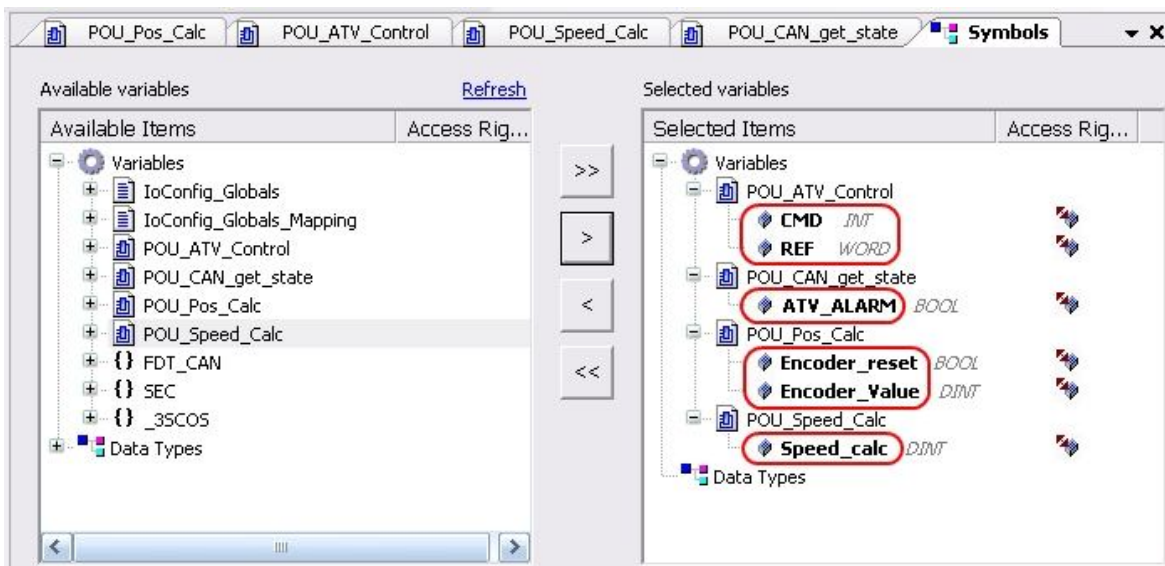 POU_Pos_Calc POU_ATV_Control POU_Speed_Calc POU_CAN_get_state Symbols
Available variables Refresh
Available Items Access Rig...
Variables
IoConfig_Globals
IoConfig_Globals_Mapping
POU_ATV_Control
POU_CAN_get_state
POU_Pos_Calc
POU_Speed_Calc
{} FDT_CAN
{} SEC
{} _3SCOS
Data Types
>>
>
<
<<
Selected variables
Selected Items Access Rig...
Variables
POU_ATV_Control
CMD INT
REF WORD
POU_CAN_get_state
ATV_ALARM BOOL
POU_Pos_Calc
Encoder_reset BOOL
Encoder_Value DINT
POU_Speed_Calc
Speed_calc DINT
Data Types